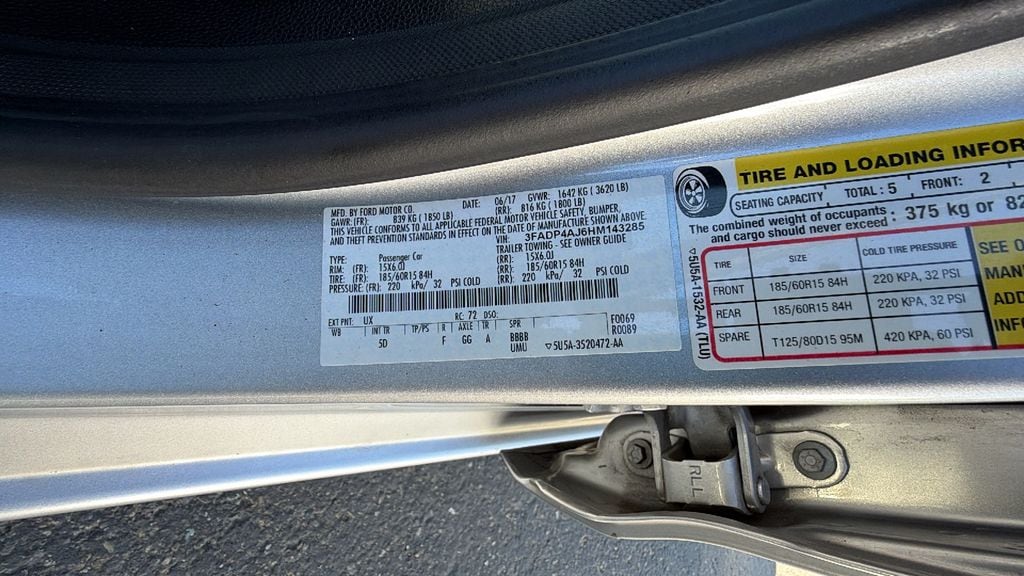 MFD. BY FORD MOTOR CO. DATE: 06/17 GVWR: 1642 KG ( 3620 LB)
GAWR: (FR): 839 KG ( 1850 LB) (RR): 816 KG ( 1800 LB)
THIS VEHICLE CONFORMS TO ALL APPLICABLE FEDERAL MOTOR VEHICLE SAFETY, BUMPER,
AND THEFT PREVENTION STANDARDS IN EFFECT ON THE DATE OF MANUFACTURE SHOWN ABOVE.
VIN: 3FADP4AJ6HM143285
TYPE: Passenger Car TRAILER TOWING - SEE OWNER GUIDE
RIM: (FR): 15X6.0J (RR): 15X6.0J
TIRE: (FR): 185/60R15 84H (RR): 185/60R15 84H
PRESSURE: (FR): 220 kPa/ 32 PSI COLD (RR): 220 kPa/ 32 PSI COLD
EXT PNT: UX RC: 72 DSO: F0069
WB INT TR TP/PS R AXLE TR SPR R0089
5D F GG A BBBB
UMU ▽5U5A-3520472-AA
TIRE AND LOADING INFOR
SEATING CAPACITY TOTAL : 5 FRONT: 2
The combined weight of occupants
and cargo should never exceed : 375 kg or 82
TIRE SIZE COLD TIRE PRESSURE
FRONT 185/60R15 84H 220 KPA, 32 PSI
REAR 185/60R15 84H 220 KPA, 32 PSI
SPARE T125/80D15 95M 420 KPA, 60 PSI
SEE O
MAN
ADD
INF
▽5U5A-1532-AA (TLU)
RLL